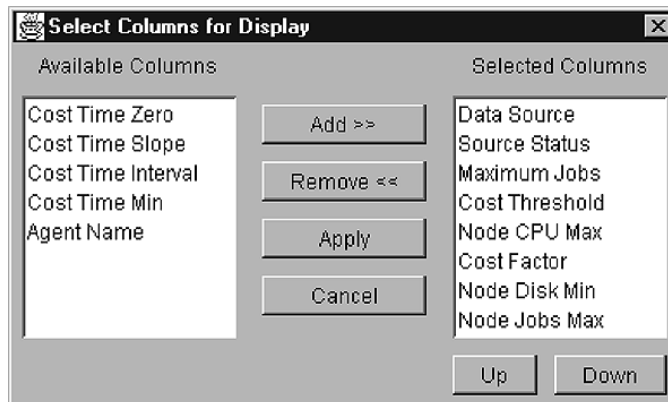 Select Columns for Display
Available Columns
Selected Columns
Cost Time Zero
Cost Time Slope
Cost Time Interval
Cost Time Min
Agent Name
Add >>
Remove <<
Apply
Cancel
Data Source
Source Status
Maximum Jobs
Cost Threshold
Node CPU Max
Cost Factor
Node Disk Min
Node Jobs Max
Up
Down